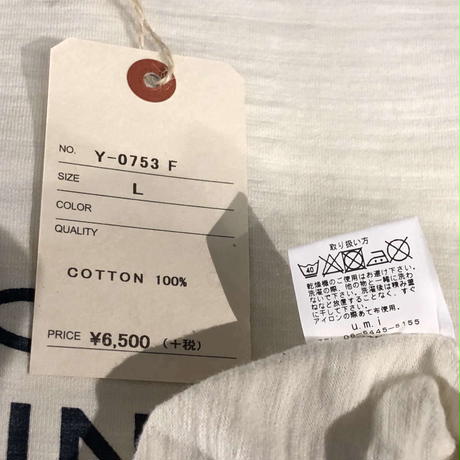 NO. Y-0753 F
SIZE L
COLOR
QUALITY
COTTON 100%
PRICE ¥6,500 (+税)
取り扱い方
40
乾燥機のご使用はお避け下さい。
洗濯の際、他の物と一緒に洗わ
ないで下さい。洗濯後は積み重
ねなど放置することなく、すぐ
に干して下さい。
アイロンの際あて布使用。
u.m.i
IN